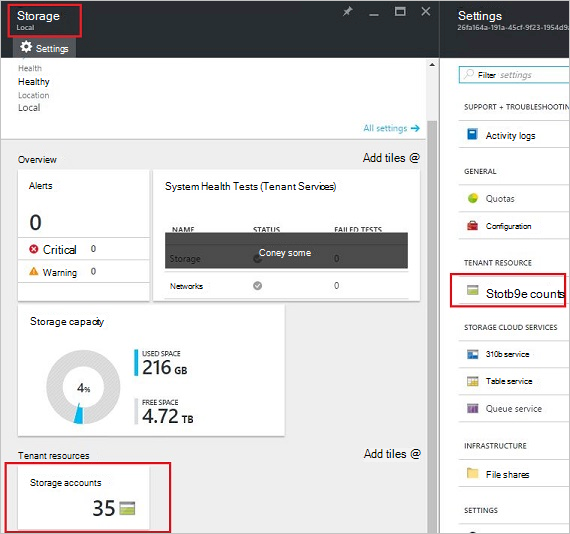 Storage
Local
Settings
Health
Healthy
Location
Local
All settings →
Overview
Add tiles @
Alerts
0
Critical 0
Warning 0
System Health Tests (Tenant Services)
NAME STATUS FAILED TESTS
Storage 0
Coney some
Networks 0
Storage capacity
4%
USED SPACE
216 GB
FREE SPACE
4.72 TB
Tenant resources
Add tiles @
Storage accounts
35
Settings
26fa164a-191a-45cf-9f23-1954d9a
Filter settings
SUPPORT + TROUBLESHOOTIN
Activity logs
GENERAL
Quotas
Configuration
TENANT RESOURCE
Stotb9e counts
STORAGE CLOUD SERVICES
310b service
Table service
Queue service
INFRASTRUCTURE
File shares
SETTINGS